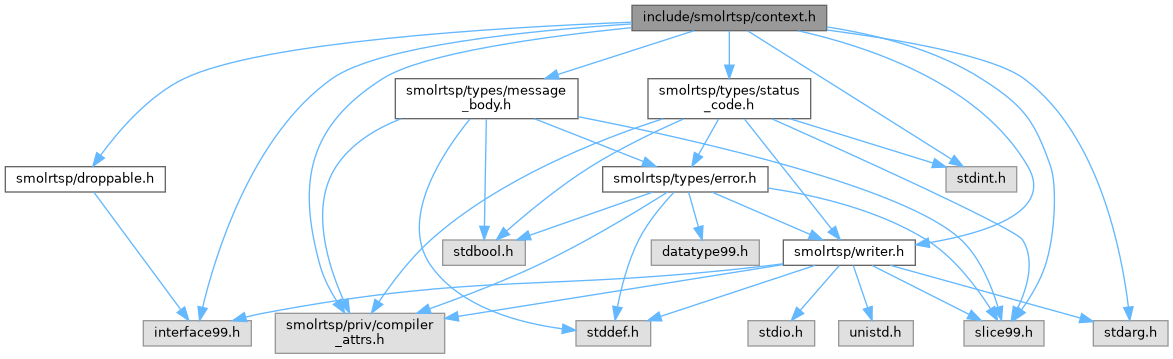 include/smolrtsp/context.h
smolrtsp/types/message
_body.h
smolrtsp/types/status
_code.h
smolrtsp/droppable.h
smolrtsp/types/error.h
stdint.h
stdbool.h
datatype99.h
smolrtsp/writer.h
interface99.h
smolrtsp/priv/compiler
_attrs.h
stddef.h
stdio.h
unistd.h
slice99.h
stdarg.h